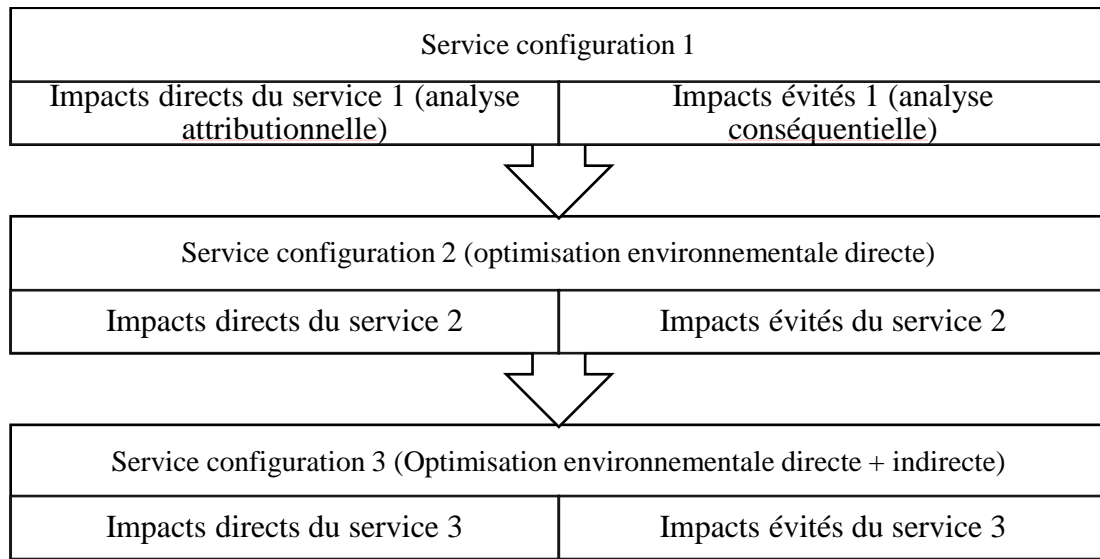 Service configuration 1
Impacts directs du service 1 (analyse
attributionnelle)
Impacts évités 1 (analyse
conséquentielle)
Service configuration 2 (optimisation environnementale directe)
Impacts directs du service 2
Impacts évités du service 2
Service configuration 3 (Optimisation environnementale directe + indirecte)
Impacts directs du service 3
Impacts évités du service 3